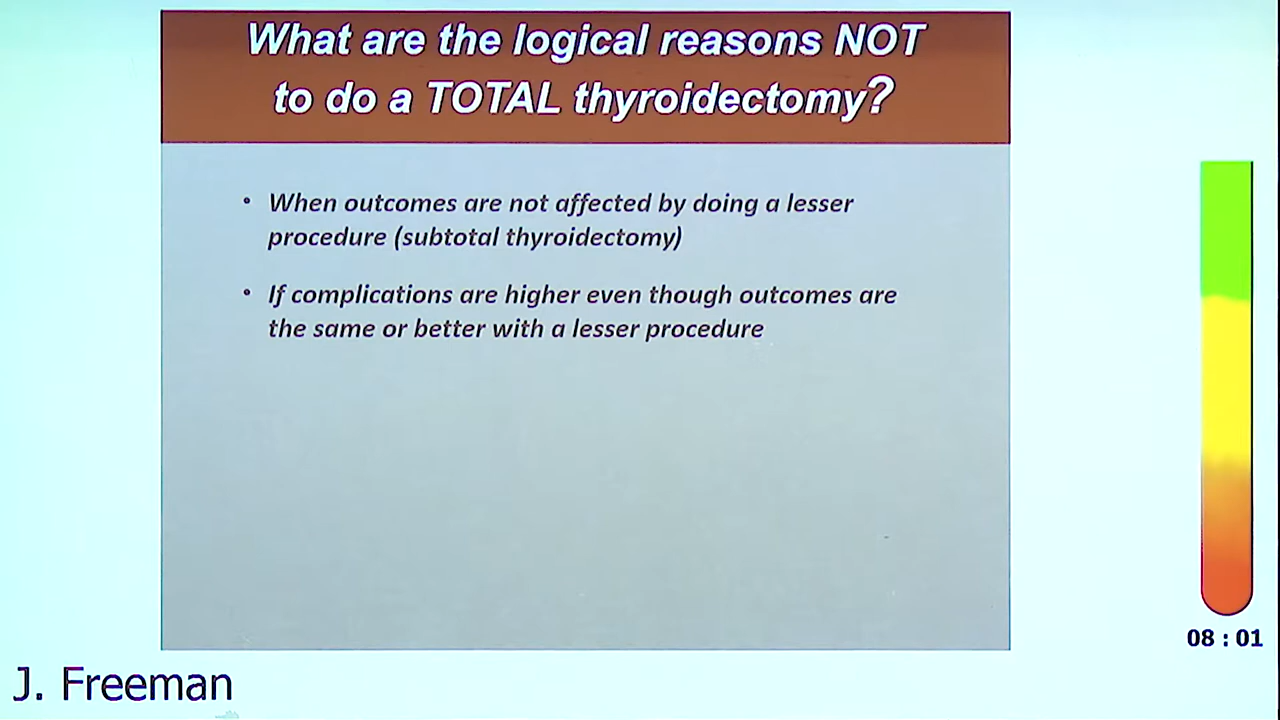 What are the logical reasons NOT
to do a TOTAL thyroidectomy?
• When outcomes are not affected by doing a lesser
procedure (subtotal thyroidectomy)
• If complications are higher even though outcomes are
the same or better with a lesser procedure
08 : 01
J. Freeman